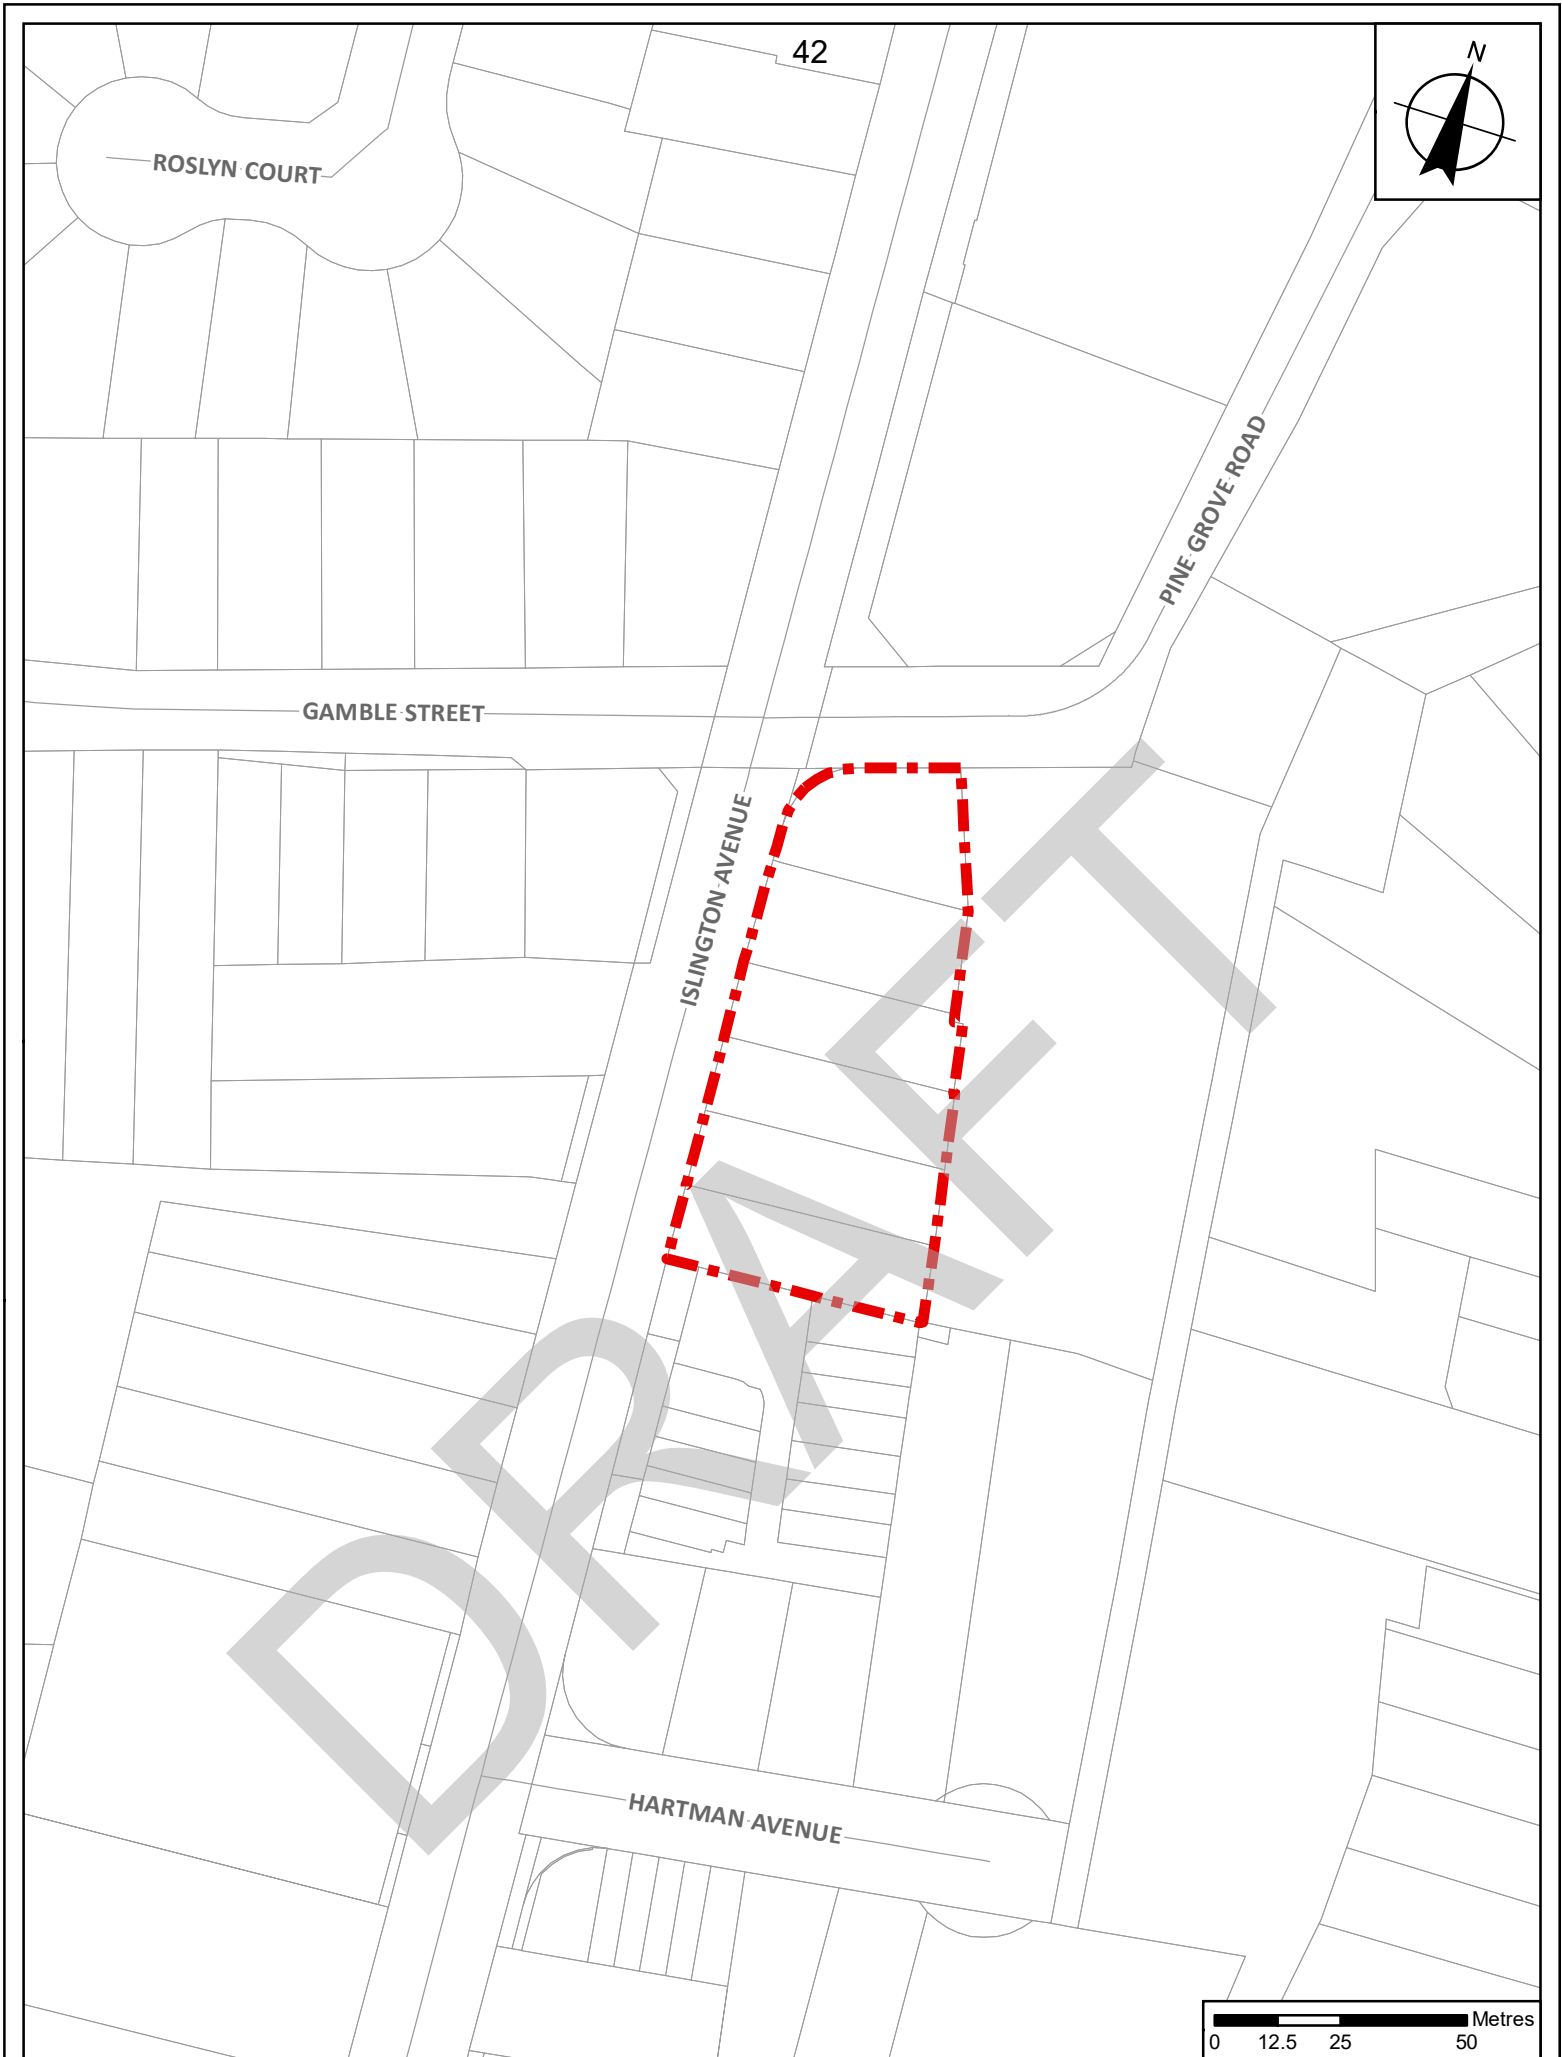 42
N
ROSLYN COURT
PINE GROVE ROAD
GAMBLE STREET
ISLINGTON AVENUE
DRAFT
HARTMAN AVENUE
Metres
0 12.5 25 50